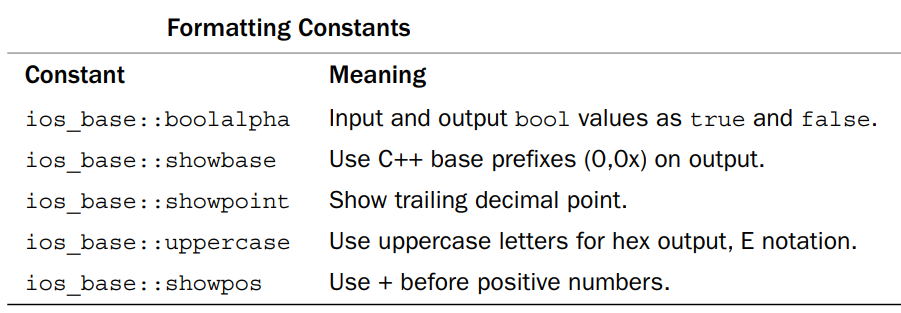 Formatting Constants
Constant Meaning
ios_base::boolalpha Input and output bool values as true and false.
ios_base::showbase Use C++ base prefixes (0,0x) on output.
ios_base::showpoint Show trailing decimal point.
ios_base::uppercase Use uppercase letters for hex output, E notation.
ios_base::showpos Use + before positive numbers.